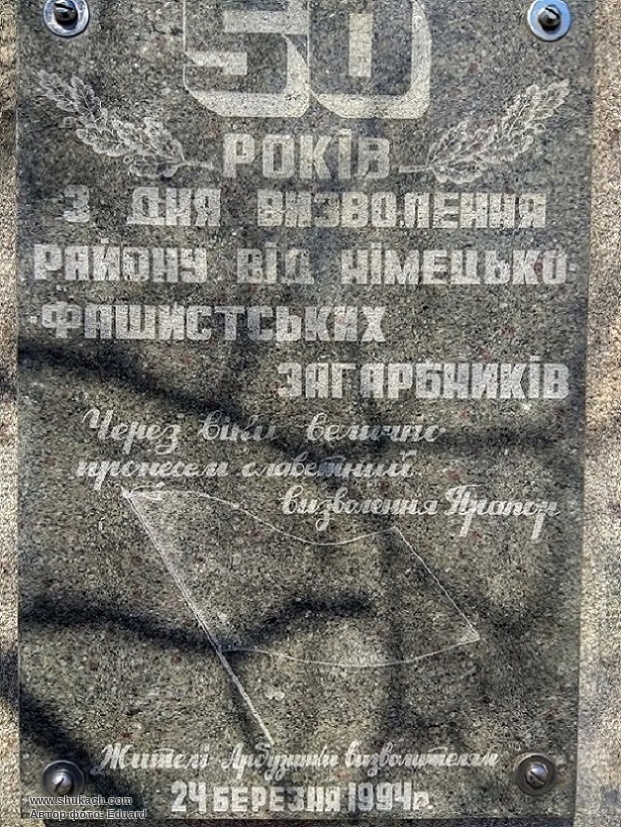 50
РОКІВ
З ДНЯ ВИЗВОЛЕННЯ
РАЙОНУ ВІД НІМЕЦЬКО-
-ФАШИСТСЬКИХ
ЗАГАРБНИКІВ
Через віки велично
пронесем славетний
визволення Прапор
Жителі Арбузинки визволителям
24 БЕРЕЗНЯ 1994 р.
www.shukach.com
Автор фото: Eduard